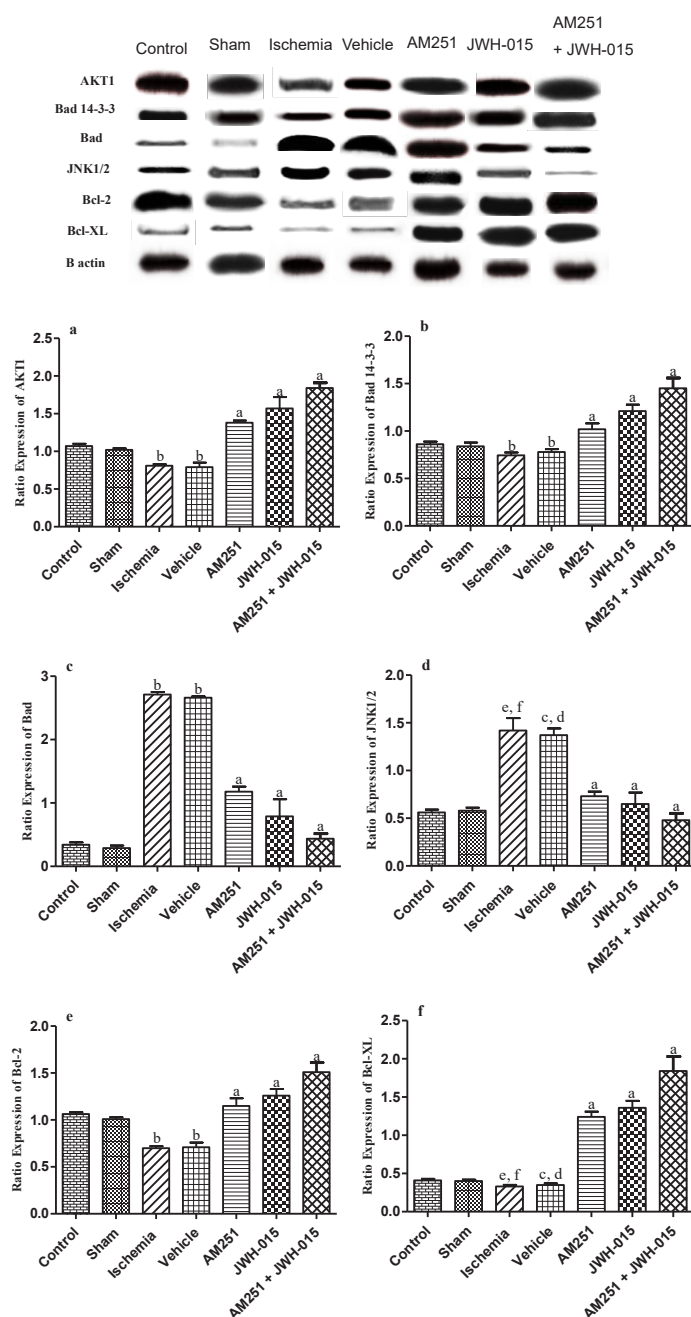 Control Sham Ischemia Vehicle AM251 JWH-015 AM251
+ JWH-015
AKT1
Bad 14-3-3
Bad
JNK1/2
Bcl-2
Bcl-XL
B actin
a
Ratio Expression of AKT1
2.5
2.0
1.5
1.0
0.5
0.0
b b a a a
Control Sham Ischemia Vehicle AM251 JWH-015 AM251 + JWH-015
b
Ratio Expression of Bad 14-3-3
2.0
1.5
1.0
0.5
0.0
b b a a a
Control Sham Ischemia Vehicle AM251 JWH-015 AM251 + JWH-015
c
Ratio Expression of Bad
3
2
1
0
b b a a a
Control Sham Ischemia Vehicle AM251 JWH-015 AM251 + JWH-015
d
Ratio Expression of JNK1/2
2.0
1.5
1.0
0.5
0.0
e, f c, d a a a
Control Sham Ischemia Vehicle AM251 JWH-015 AM251 + JWH-015
e
Ratio Expression of Bcl-2
2.0
1.5
1.0
0.5
0.0
b b a a a
Control Sham Ischemia Vehicle AM251 JWH-015 AM251 + JWH-015
f
Ratio Expression of Bcl-XL
2.5
2.0
1.5
1.0
0.5
0.0
e, f c, d a a a
Control Sham Ischemia Vehicle AM251 JWH-015 AM251 + JWH-015